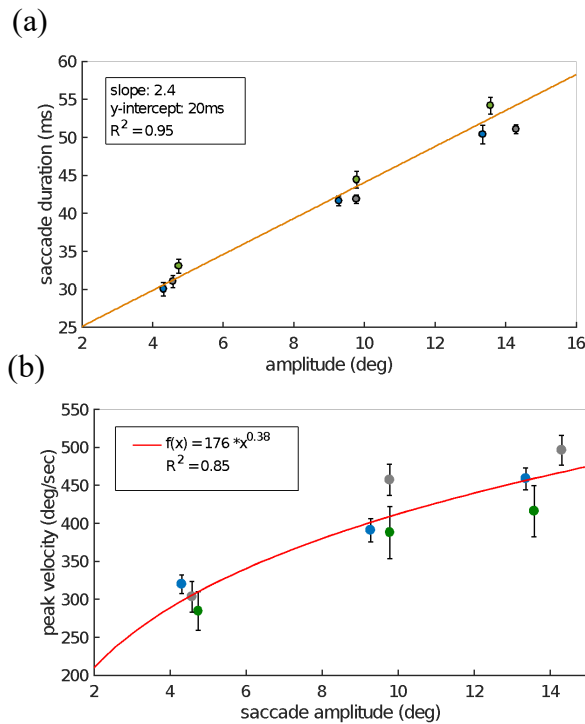 (a)
60
55
50
45
40
35
30
25
saccade duration (ms)
slope: 2.4
y-intercept: 20ms
R² = 0.95
2 4 6 8 10 12 14 16
amplitude (deg)
(b)
550
500
450
400
350
300
250
200
peak velocity (deg/sec)
f(x) = 176 *x^0.38
R² = 0.85
2 4 6 8 10 12 14
saccade amplitude (deg)